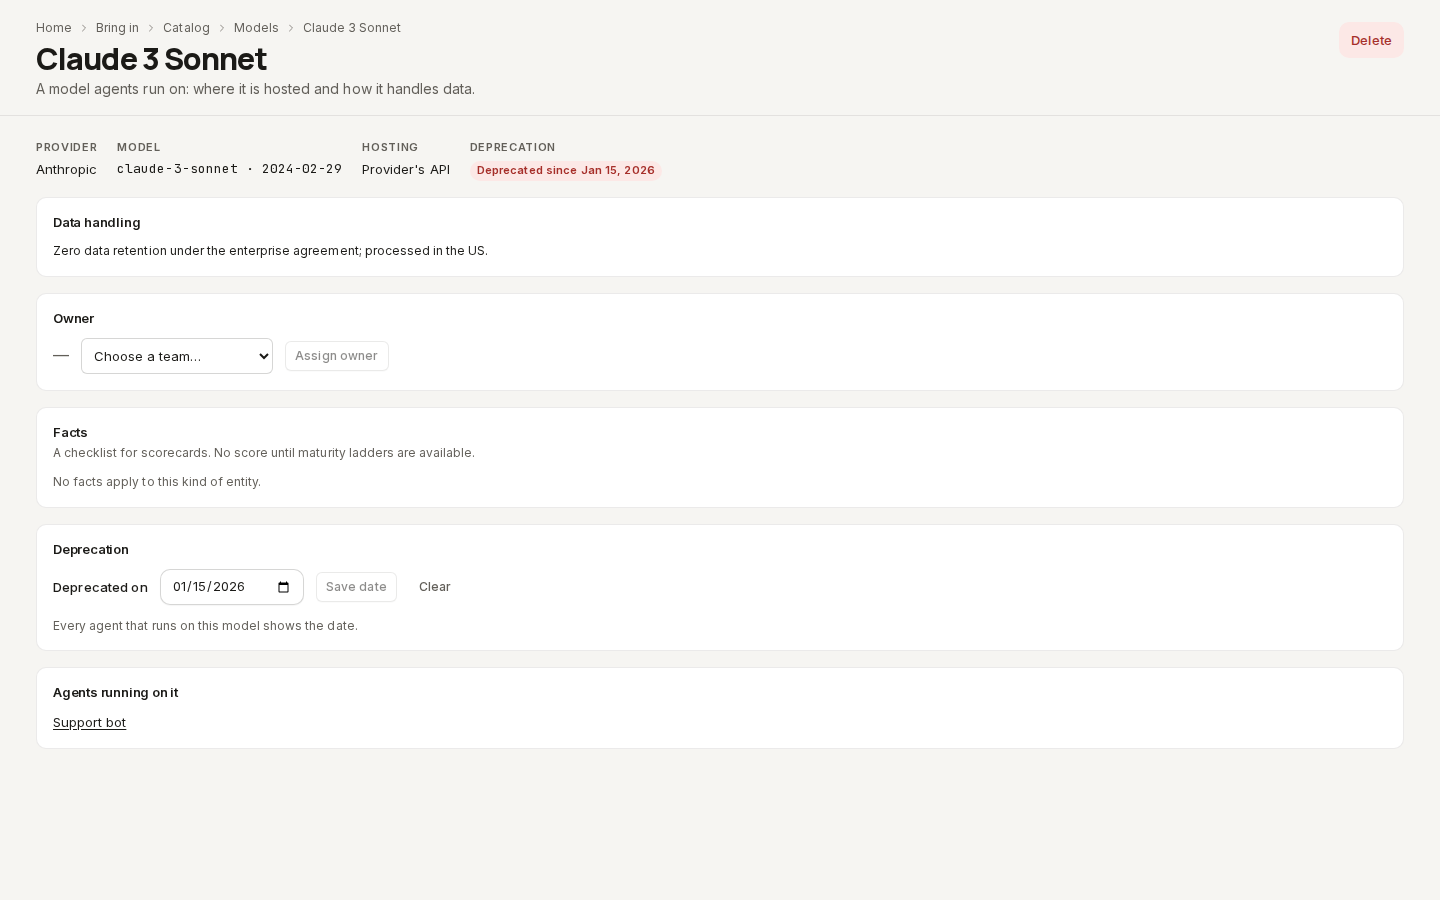 Home > Bring in > Catalog > Models > Claude 3 Sonnet
Delete
Claude 3 Sonnet
A model agents run on: where it is hosted and how it handles data.
PROVIDER MODEL HOSTING DEPRECATION
Anthropic claude-3-sonnet · 2024-02-29 Provider's API Deprecated since Jan 15, 2026
Data handling
Zero data retention under the enterprise agreement; processed in the US.
Owner
— Choose a team... Assign owner
Facts
A checklist for scorecards. No score until maturity ladders are available.
No facts apply to this kind of entity.
Deprecation
Deprecated on 01/15/2026 Save date Clear
Every agent that runs on this model shows the date.
Agents running on it
Support bot